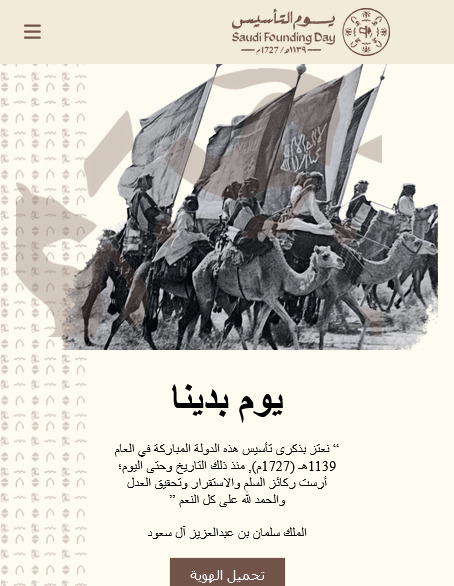 يوم التأسيس
Saudi Founding Day
١١٣٩هـ / 1727م
يوم بدينا
“ نعتز بذكرى تأسيس هذه الدولة المباركة في العام
1139هـ (1727م), منذ ذلك التاريخ وحتى اليوم؛
أرست ركائز السلم والاستقرار وتحقيق العدل
والحمد لله على كل النعم ”
الملك سلمان بن عبدالعزيز آل سعود
تحميل الهوية